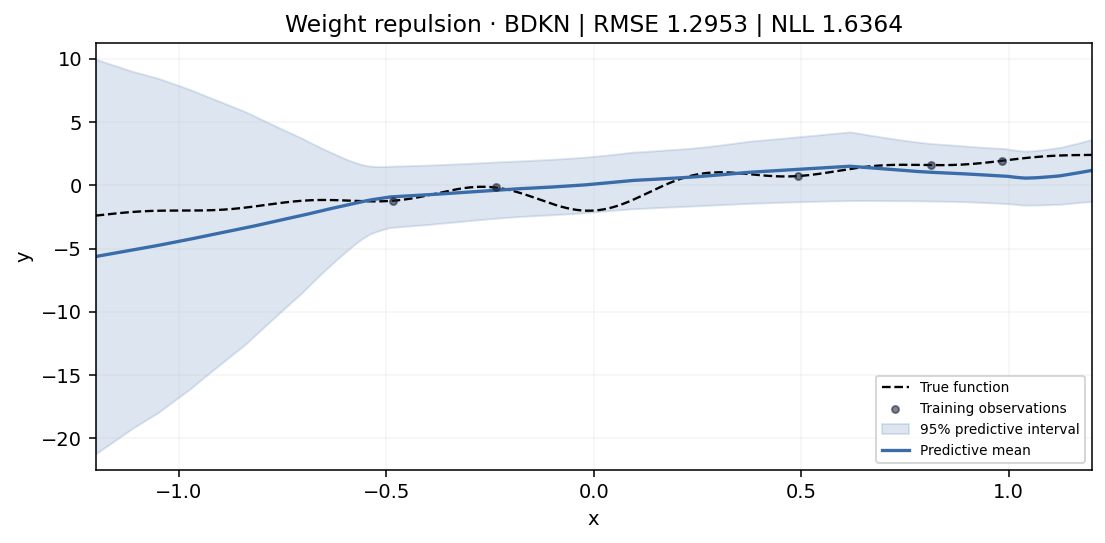 Weight repulsion · BDKN | RMSE 1.2953 | NLL 1.6364
10
5
0
−5
−10
−15
−20
y
−1.0
−0.5
0.0
0.5
1.0
x
True function
Training observations
95% predictive interval
Predictive mean